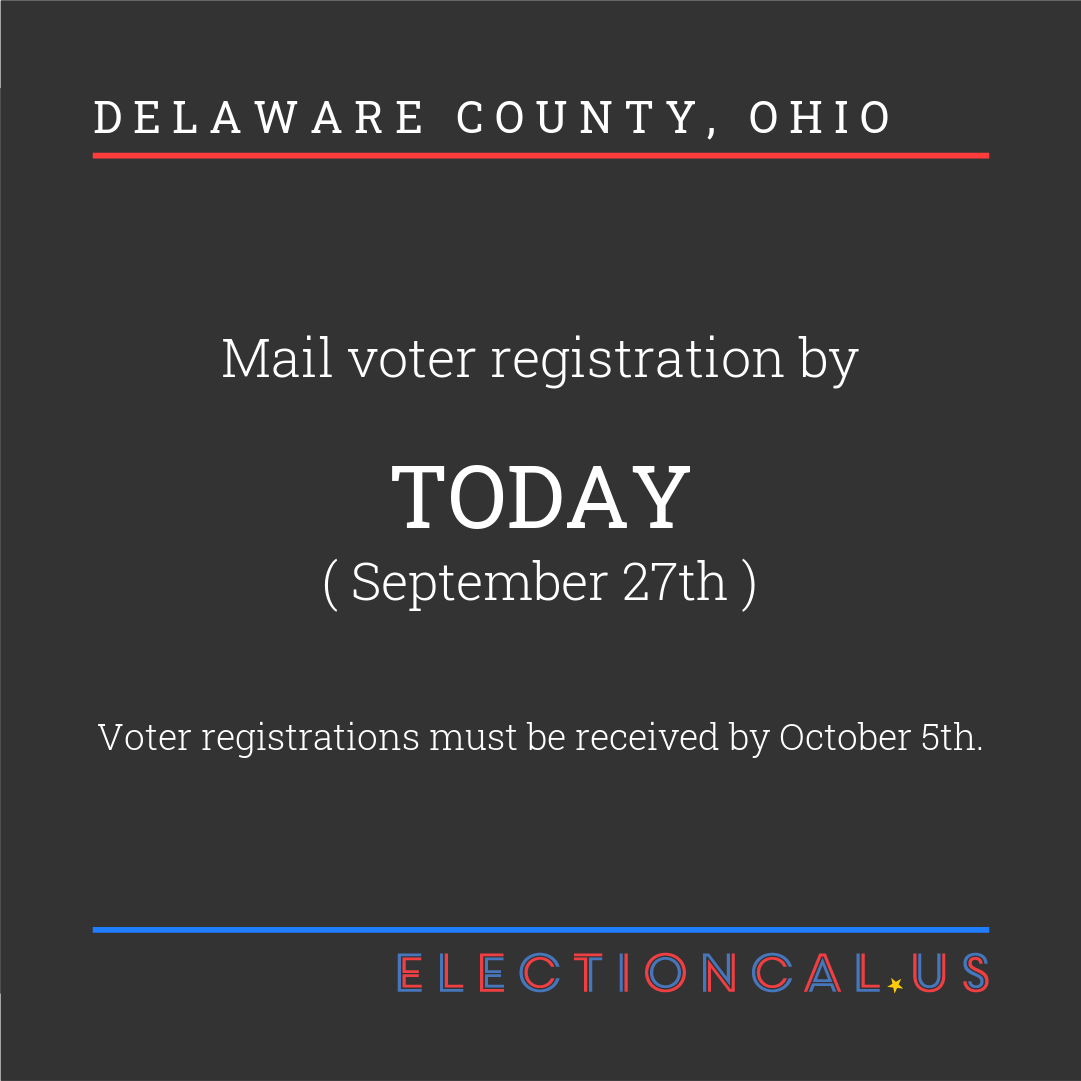 DELAWARE COUNTY, OHIO
Mail voter registration by
TODAY
( September 27th )
Voter registrations must be received by October 5th.
ELECTIONCAL.US